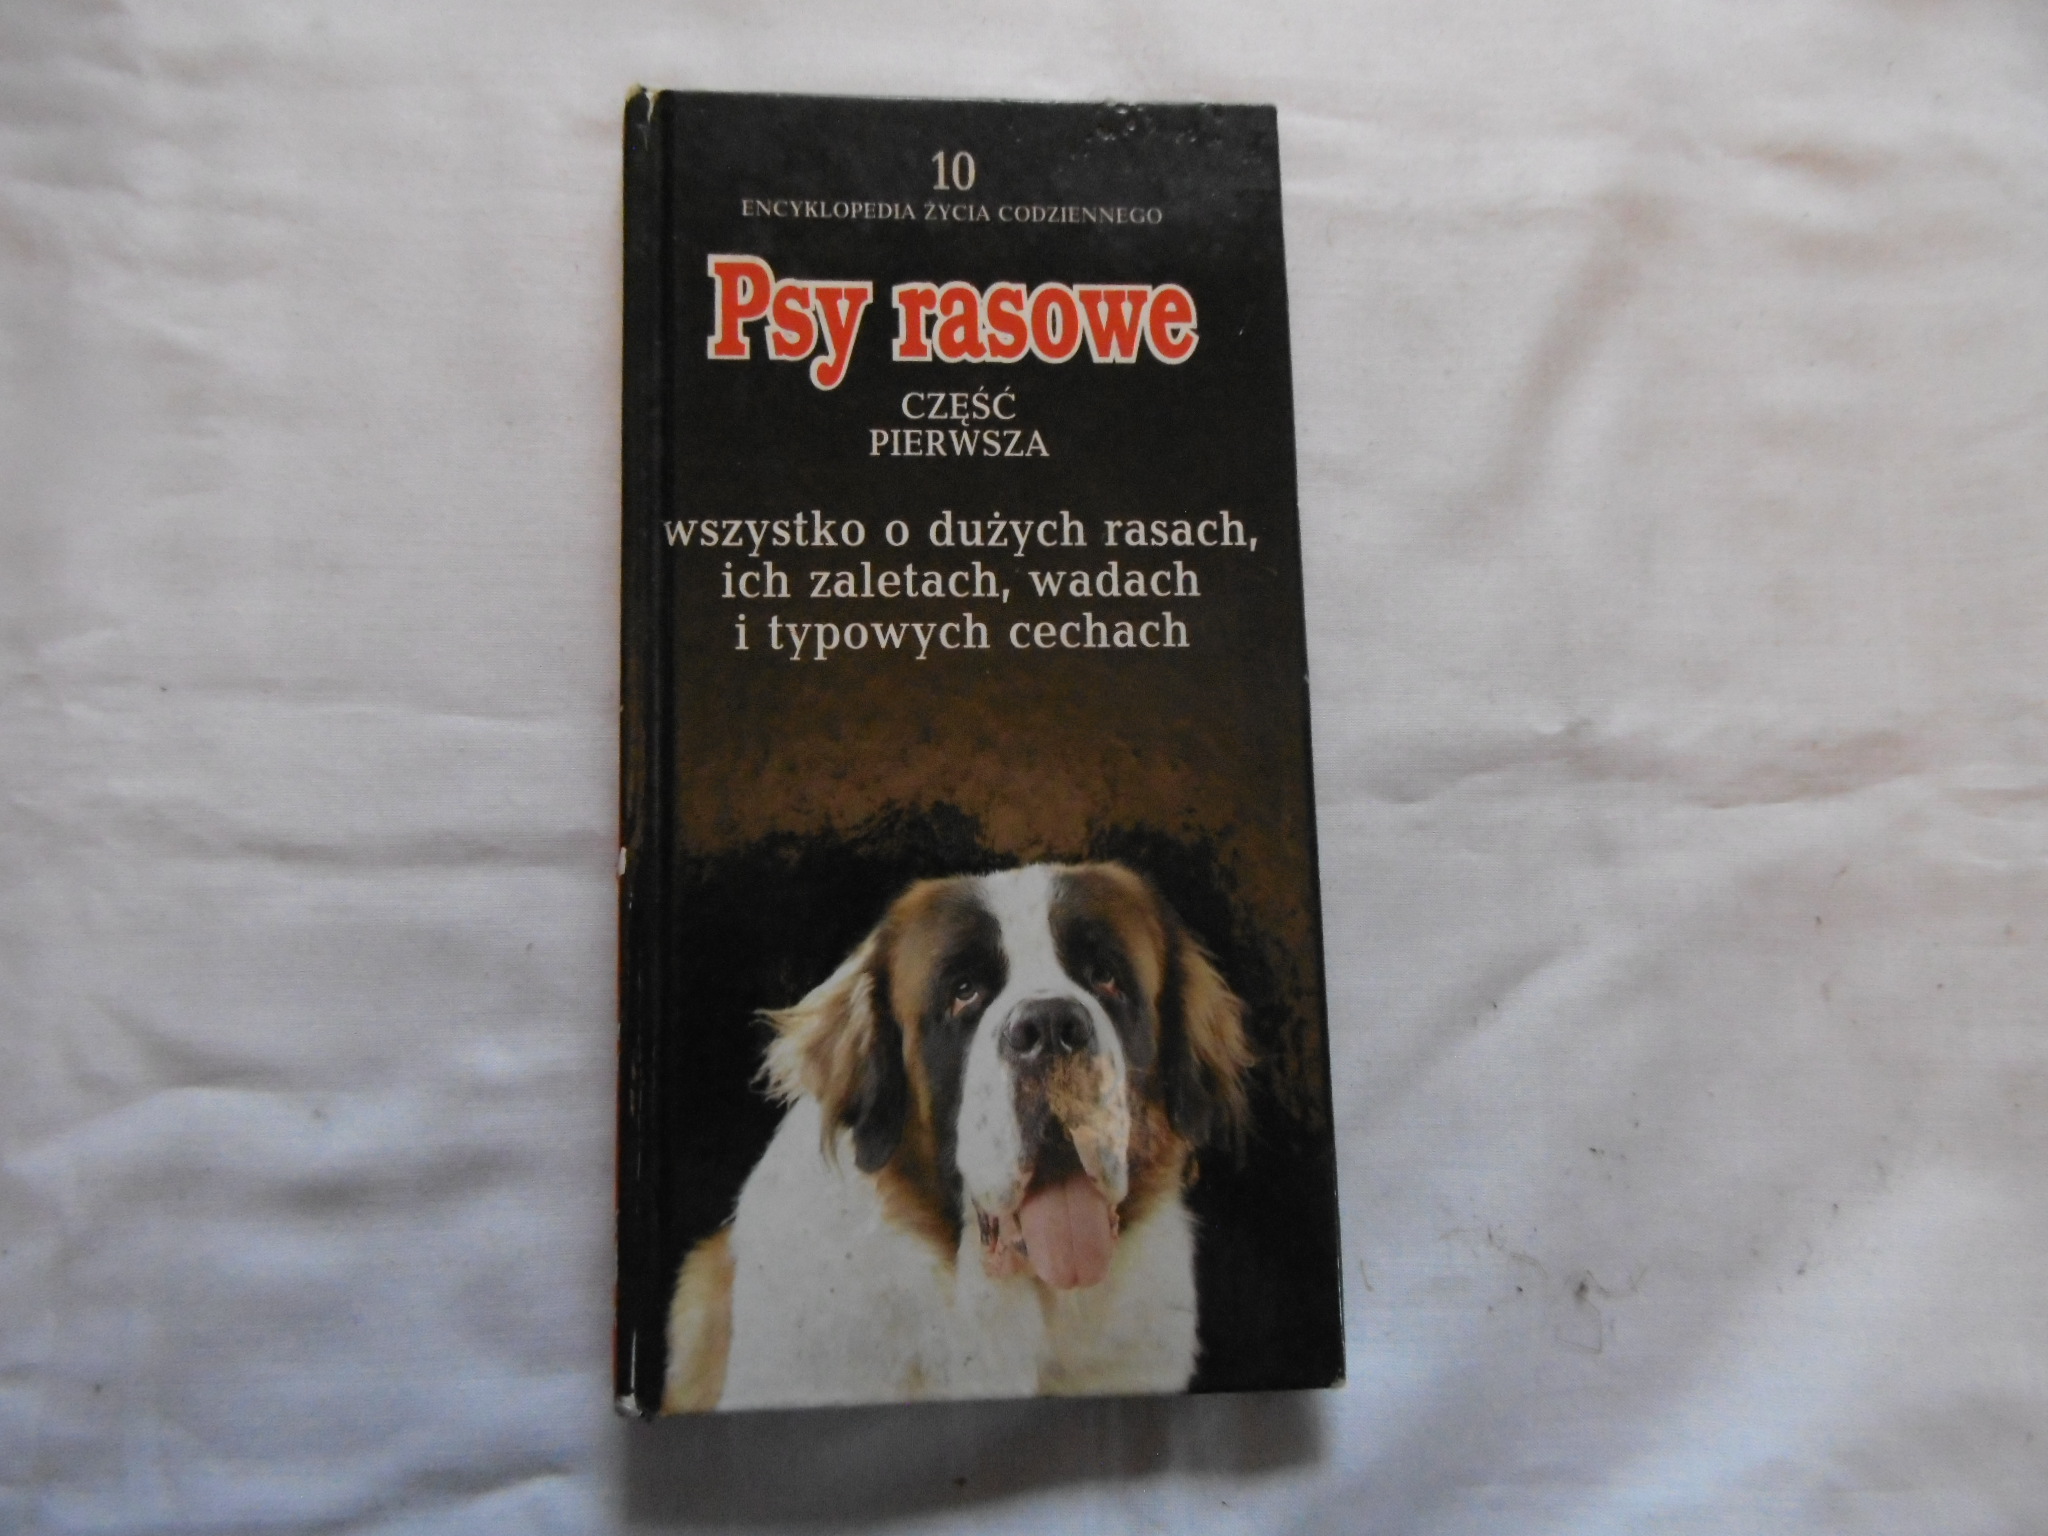 10
ENCYKLOPEDIA ŻYCIA CODZIENNEGO
Psy rasowe
CZĘŚĆ
PIERWSZA
wszystko o dużych rasach,
ich zaletach, wadach
i typowych cechach